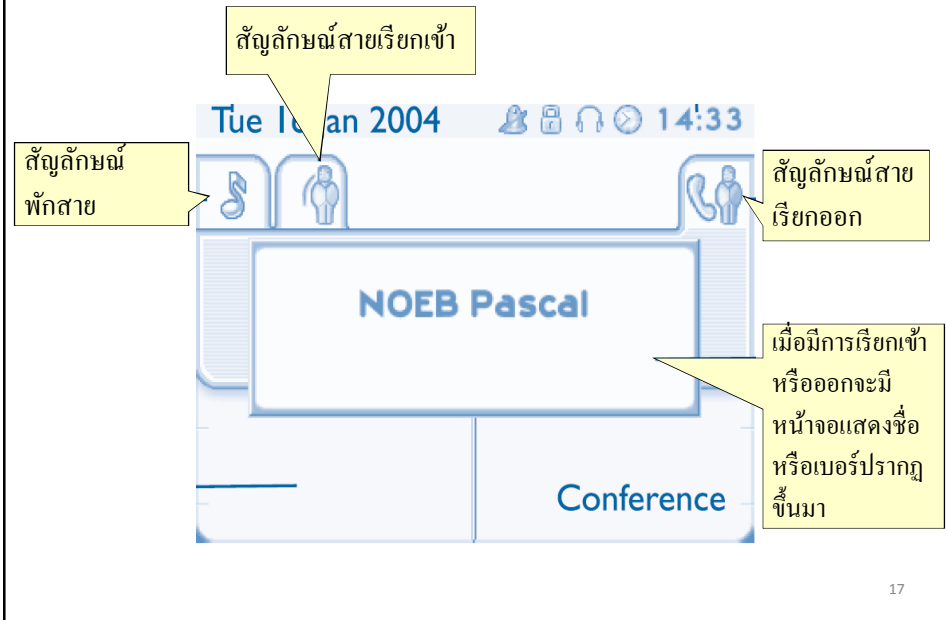 สัญลักษณ์สายเรียกเข้า
Tue 1 an 2004 14:33
สัญลักษณ์
พักสาย
สัญลักษณ์สาย
เรียกออก
NOEB Pascal
เมื่อมีการเรียกเข้า
หรือออกจะมี
หน้าจอแสดงชื่อ
หรือเบอร์ปรากฏ
ขึ้นมา
Conference
17